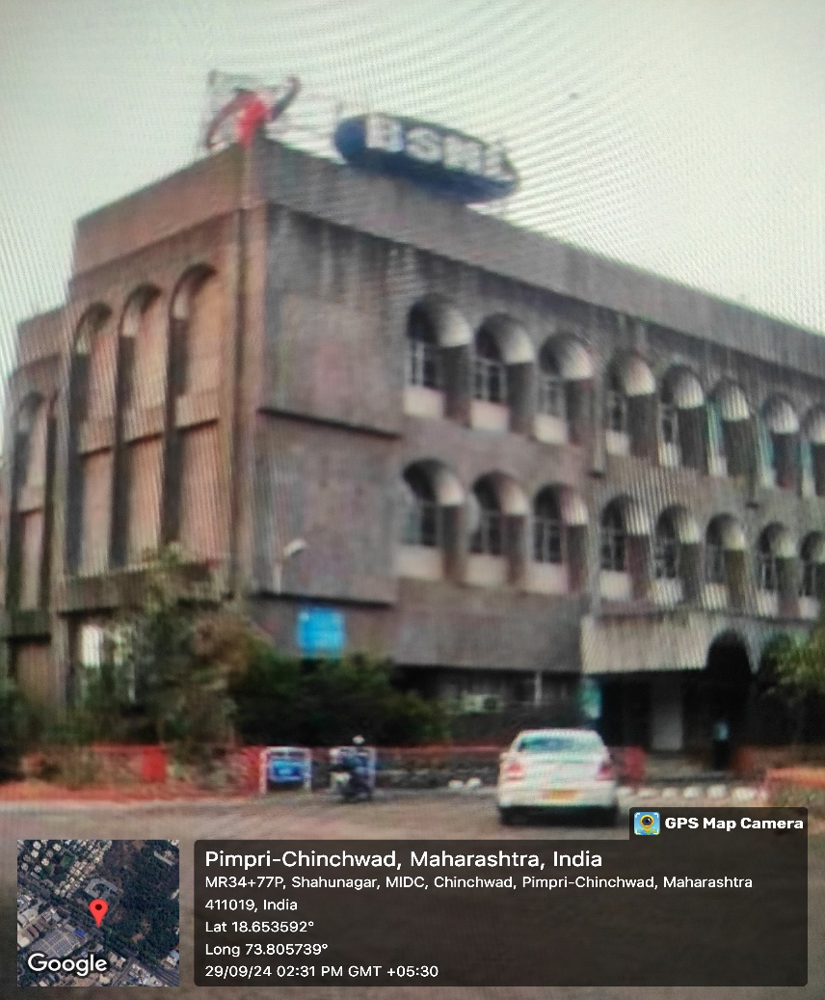 BSNL
GPS Map Camera
Pimpri-Chinchwad, Maharashtra, India
MR34+77P, Shahunagar, MIDC, Chinchwad, Pimpri-Chinchwad, Maharashtra
411019, India
Lat 18.653592°
Long 73.805739°
29/09/24 02:31 PM GMT +05:30
Google